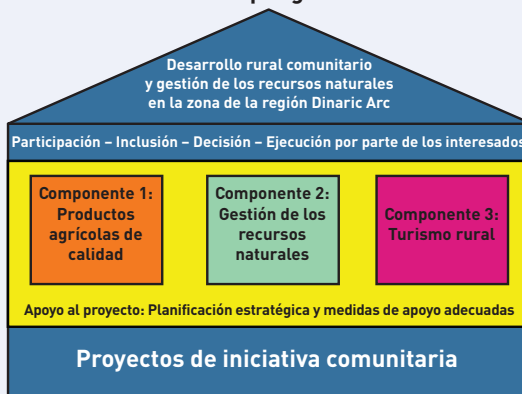 Desarrollo rural comunitario
y gestión de los recursos naturales
en la zona de la región Dinaric Arc
Participación – Inclusión – Decisión – Ejecución por parte de los interesados
Componente 1:
Productos
agrícolas de
calidad
Componente 2:
Gestión de los
recursos
naturales
Componente 3:
Turismo rural
Apoyo al proyecto: Planificación estratégica y medidas de apoyo adecuadas
Proyectos de iniciativa comunitaria